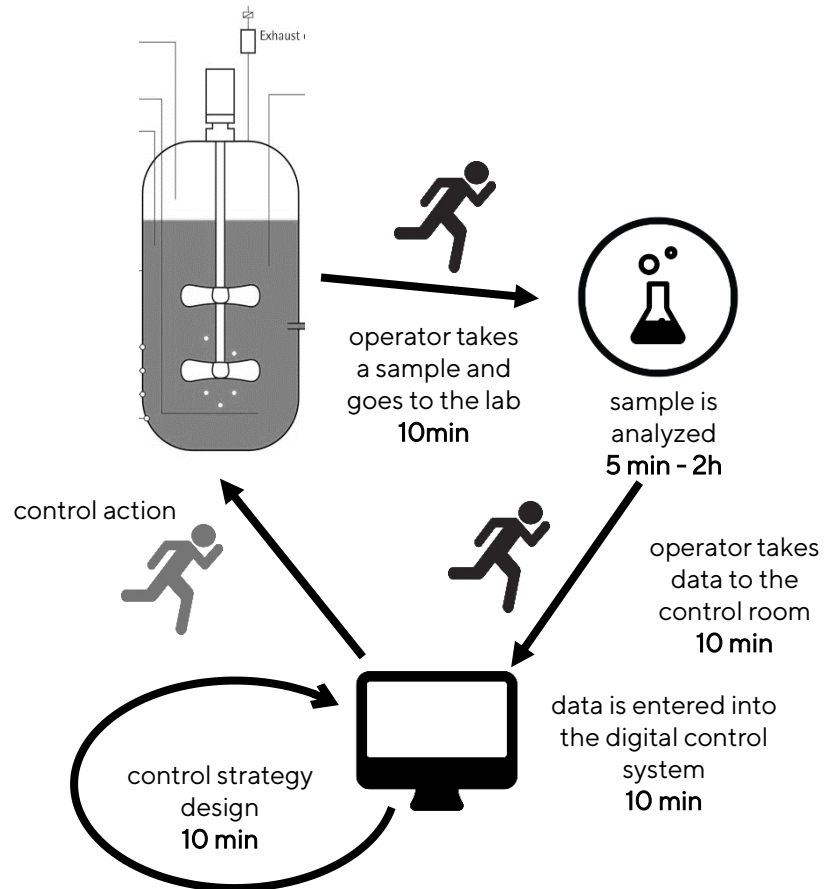 Exhaust
operator takes
a sample and
goes to the lab
10min
sample is
analyzed
5 min - 2h
control action
operator takes
data to the
control room
10 min
data is entered into
the digital control
system
10 min
control strategy
design
10 min